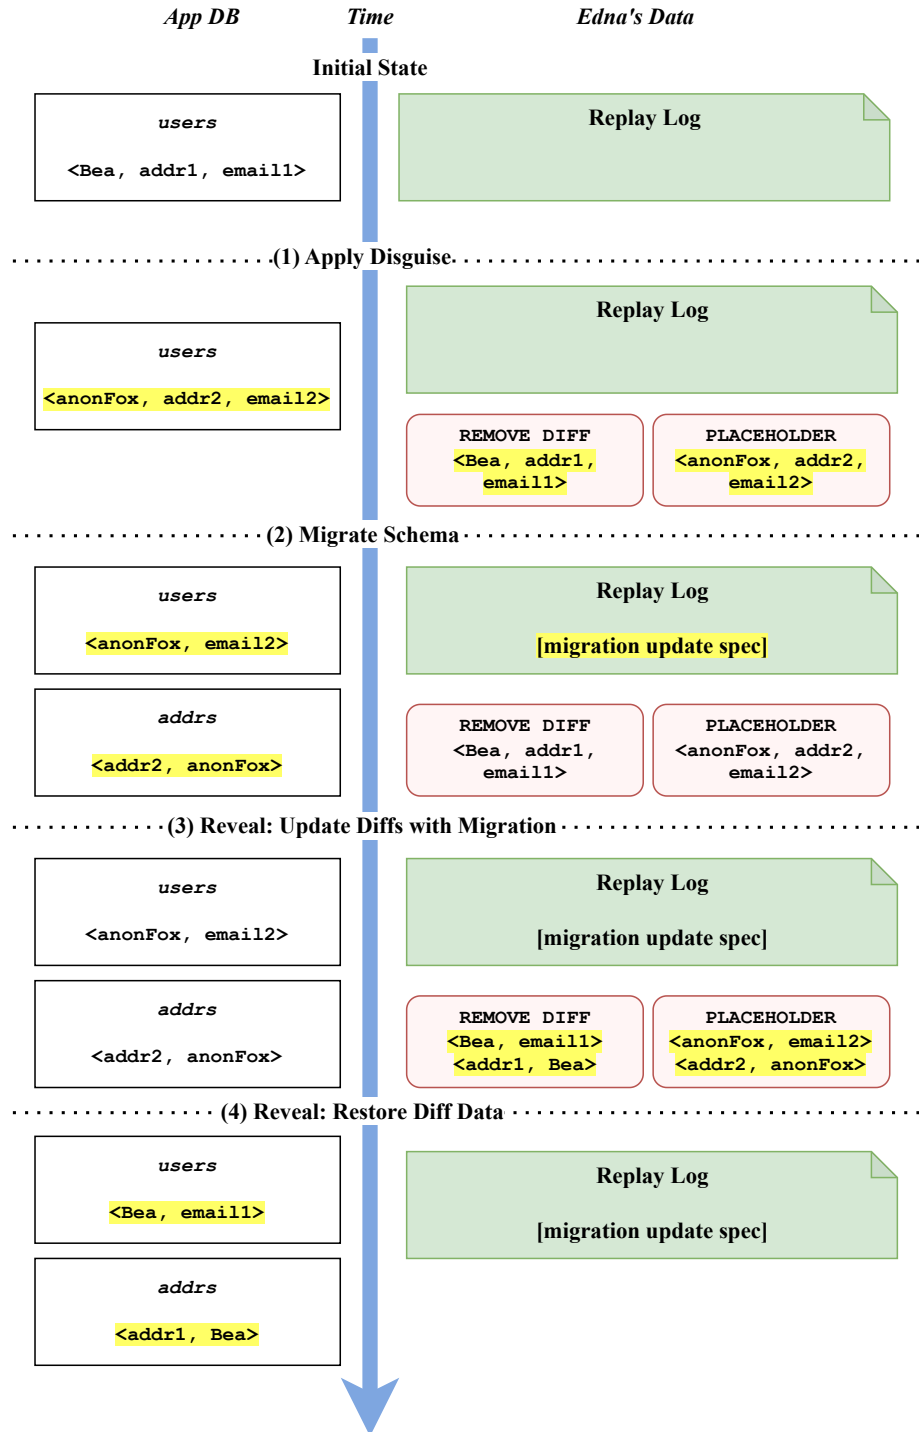 App DB
Time
Edna's Data
Initial State
users
<Bea, addr1, email1>
Replay Log
(1) Apply Disguise
users
<anonFox, addr2, email2>
Replay Log
REMOVE DIFF
<Bea, addr1,
email1>
PLACEHOLDER
<anonFox, addr2,
email2>
(2) Migrate Schema
users
<anonFox, email2>
addrs
<addr2, anonFox>
Replay Log
[migration update spec]
REMOVE DIFF
<Bea, addr1,
email1>
PLACEHOLDER
<anonFox, addr2,
email2>
(3) Reveal: Update Diffs with Migration
users
<anonFox, email2>
addrs
<addr2, anonFox>
Replay Log
[migration update spec]
REMOVE DIFF
<Bea, email1>
<addr1, Bea>
PLACEHOLDER
<anonFox, email2>
<addr2, anonFox>
(4) Reveal: Restore Diff Data
users
<Bea, email1>
addrs
<addr1, Bea>
Replay Log
[migration update spec]